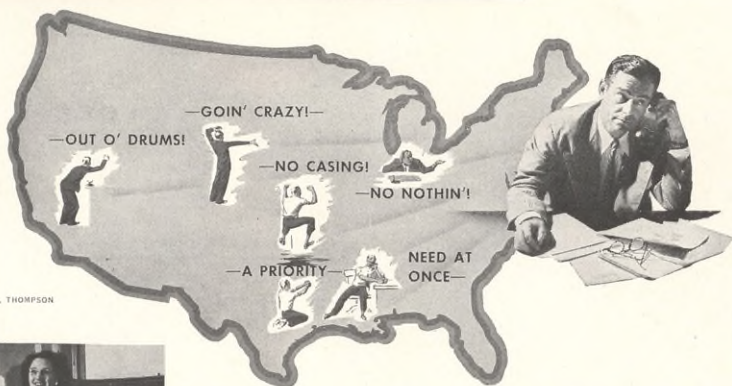 —GOIN' CRAZY!—
—OUT O' DRUMS!
—NO CASING!
—NO NOTHIN'!
—A PRIORITY—
NEED AT
ONCE—
THOMPSON